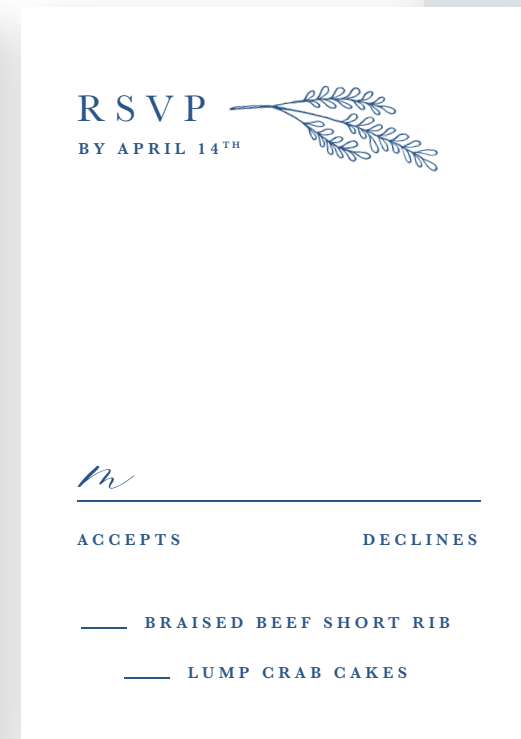 RSVP
BY APRIL 14TH
M
ACCEPTS DECLINES
BRAISED BEEF SHORT RIB
LUMP CRAB CAKES